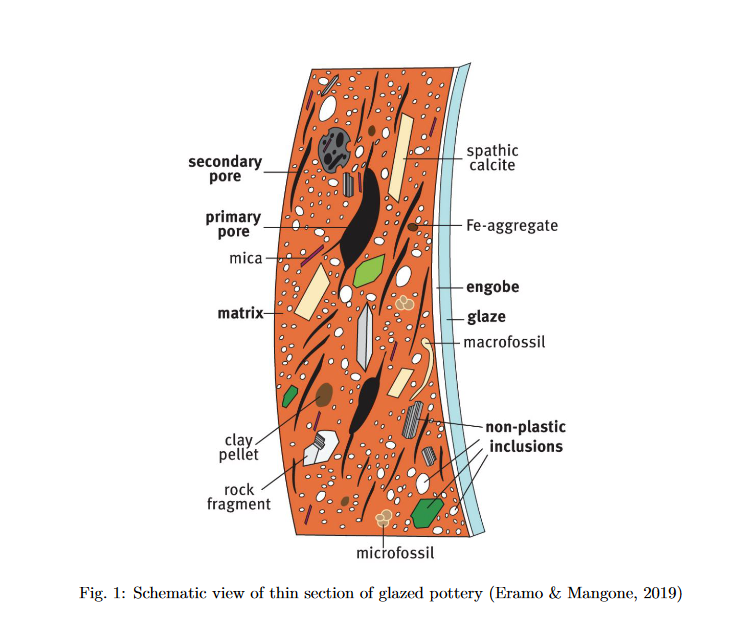 secondary
pore
primary
pore
mica
matrix
clay
pellet
rock
fragment
microfossil
spathic
calcite
Fe-aggregate
engobe
glaze
macrofossil
non-plastic
inclusions
Fig. 1: Schematic view of thin section of glazed pottery (Eramo & Mangone, 2019)